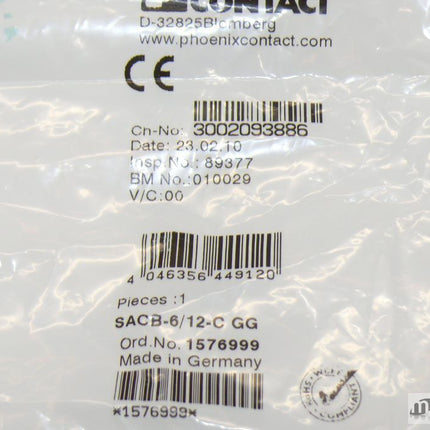 CONTACT
D-32825Blomberg
www.phoenixcontact.com
CE
Cn-No: 3002093886
Date: 23.02.10
Insp.No.: 89377
BM No.:010029
V/C:00
4 046356 449120
Pieces :1
SACB-6/12-C GG
Ord.No. 1576999
Made in Germany
*1576999*
COMPLIANT